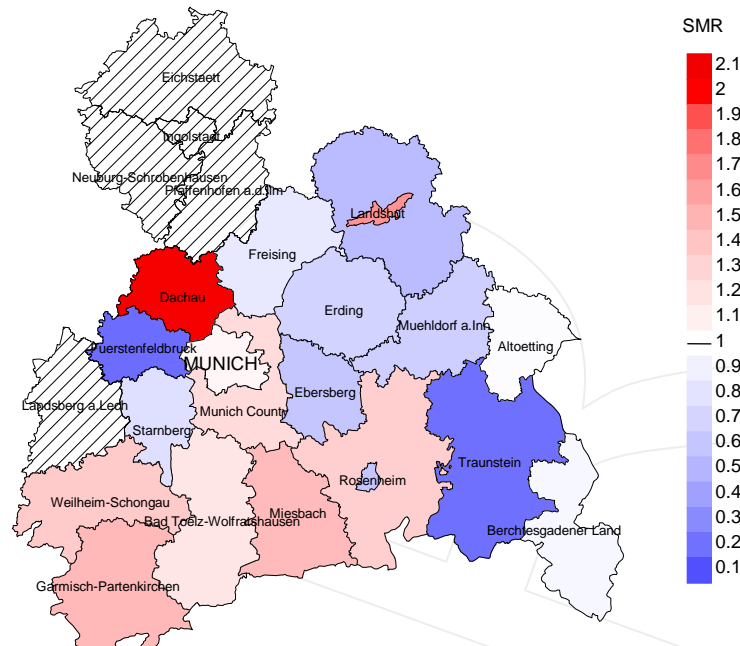 SMR
2.1
2
1.9
1.8
1.7
1.6
1.5
1.4
1.3
1.2
1.1
1
0.9
0.8
0.7
0.6
0.5
0.4
0.3
0.2
0.1
Eichstaett
Ingolstadt
Neuburg-Schrobenhausen
Pfaffenhofen a.d.Ilm
Landshut
Freising
Dachau
Erding
Muehldorf a.Inn
Altoetting
Fuerstenfeldbruck
MUNICH
Ebersberg
Landsberg a.Lech
Munich County
Starnberg
Traunstein
Rosenheim
Weilheim-Schongau
Miesbach
Bad Toelz-Wolfratshausen
Berchtesgadener Land
Garmisch-Partenkirchen